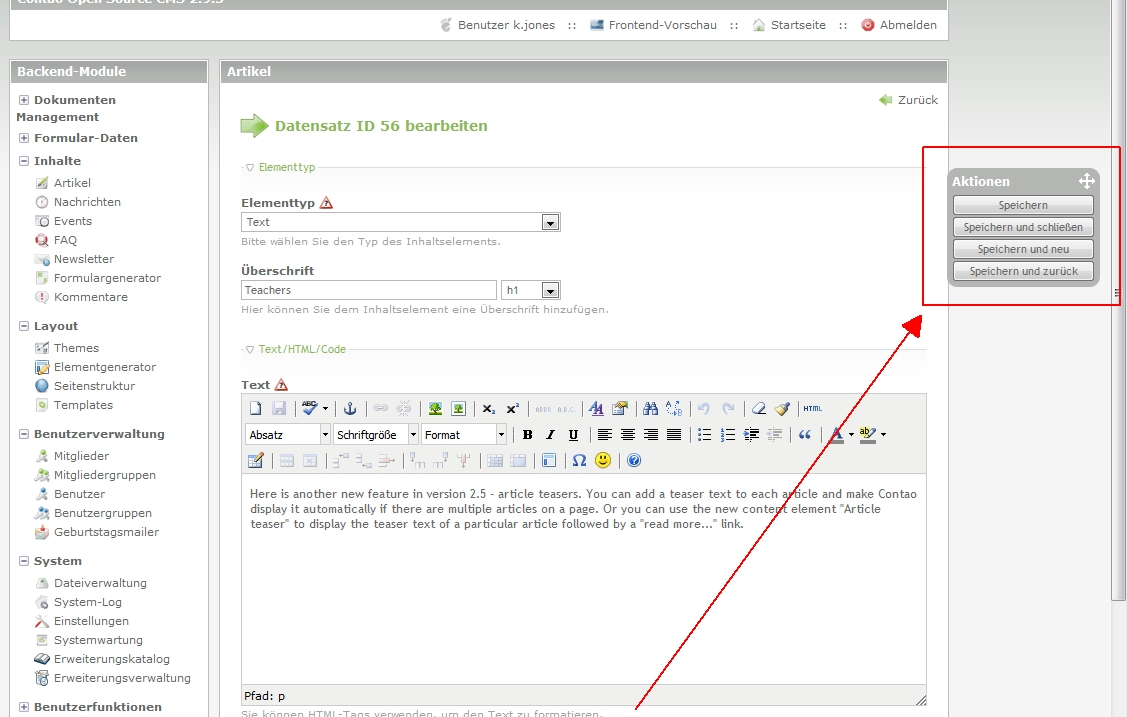 Contao Open Source CMS 2.9.5
Benutzer k.jones :: Frontend-Vorschau :: Startseite :: Abmelden
Backend-Module
Dokumenten
Management
Formular-Daten
Inhalte
Artikel
Nachrichten
Events
FAQ
Newsletter
Formulargenerator
Kommentare
Layout
Themes
Elementgenerator
Seitenstruktur
Templates
Benutzerverwaltung
Mitglieder
Mitgliedergruppen
Benutzer
Benutzergruppen
Geburtstagsmailer
System
Dateiverwaltung
System-Log
Einstellungen
Systemwartung
Erweiterungskatalog
Erweiterungsverwaltung
Benutzerfunktionen
Artikel
Zurück
Datensatz ID 56 bearbeiten
Elementtyp
Elementtyp
Text
Bitte wählen Sie den Typ des Inhaltselements.
Überschrift
Teachers h1
Hier können Sie dem Inhaltselement eine Überschrift hinzufügen.
Text/HTML/Code
Text
ABC X₂ X² ABBR A.B.C. HTML
Absatz Schriftgröße Format B I U
Here is another new feature in version 2.5 - article teasers. You can add a teaser text to each article and make Contao
display it automatically if there are multiple articles on a page. Or you can use the new content element "Article
teaser" to display the teaser text of a particular article followed by a "read more..." link.
Pfad: p
Sie können HTML-Tags verwenden, um den Text zu formatieren.
Aktionen
Speichern
Speichern und schließen
Speichern und neu
Speichern und zurück